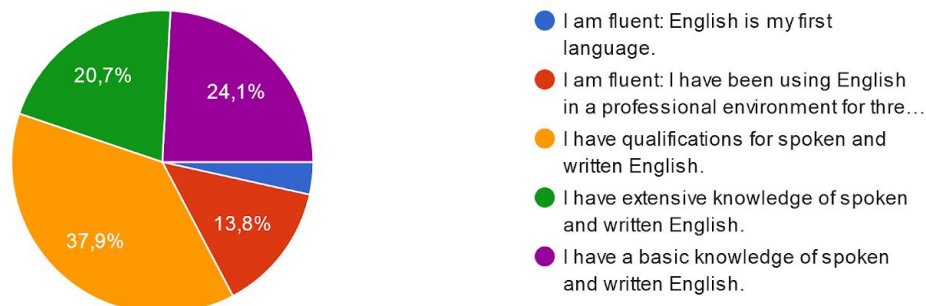 20,7%
24,1%
37,9%
13,8%
I am fluent: English is my first
language.
I am fluent: I have been using English
in a professional environment for thre…
I have qualifications for spoken and
written English.
I have extensive knowledge of spoken
and written English.
I have a basic knowledge of spoken
and written English.